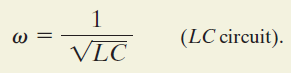 ω = 1/√LC (LC circuit).